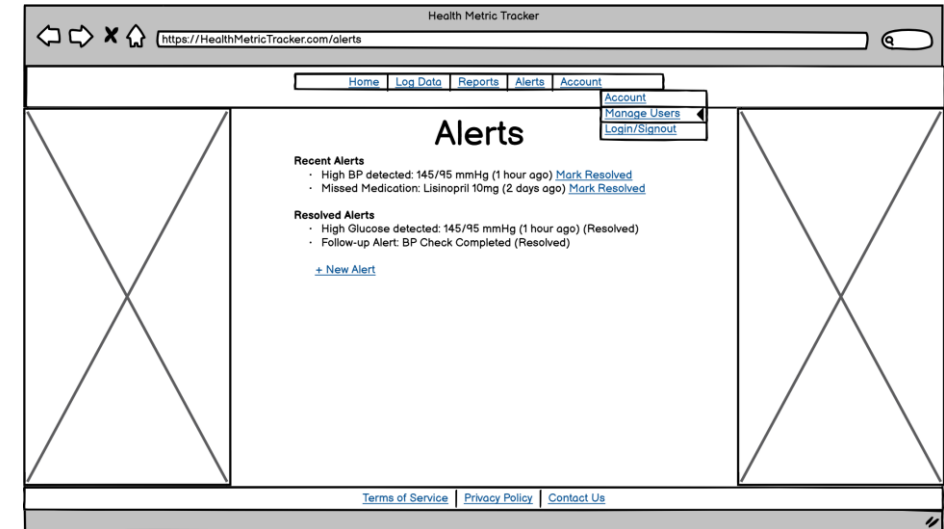 Health Metric Tracker
https://HealthMetricTracker.com/alerts
Home Log Data Reports Alerts Account
Account
Manage Users
Login/Signout
Alerts
Recent Alerts
· High BP detected: 145/95 mmHg (1 hour ago) Mark Resolved
· Missed Medication: Lisinopril 10mg (2 days ago) Mark Resolved
Resolved Alerts
· High Glucose detected: 145/95 mmHg (1 hour ago) (Resolved)
· Follow-up Alert: BP Check Completed (Resolved)
+ New Alert
Terms of Service Privacy Policy Contact Us